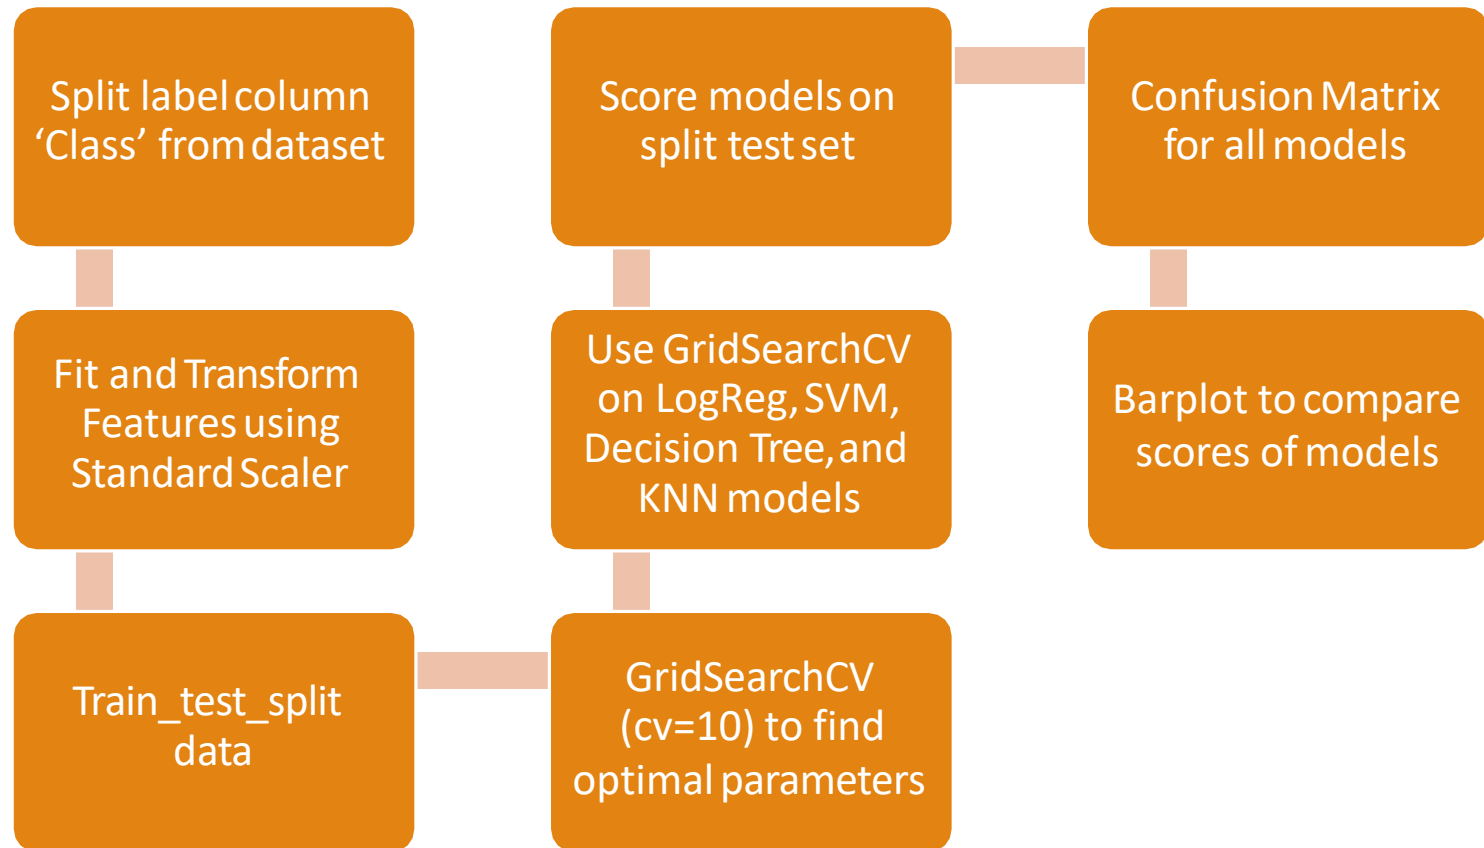 Split label column
‘Class’ from dataset
Fit and Transform
Features using
Standard Scaler
Train_test_split
data
GridSearchCV
(cv=10) to find
optimal parameters
Use GridSearchCV
on LogReg, SVM,
Decision Tree, and
KNN models
Score models on
split test set
Confusion Matrix
for all models
Barplot to compare
scores of models